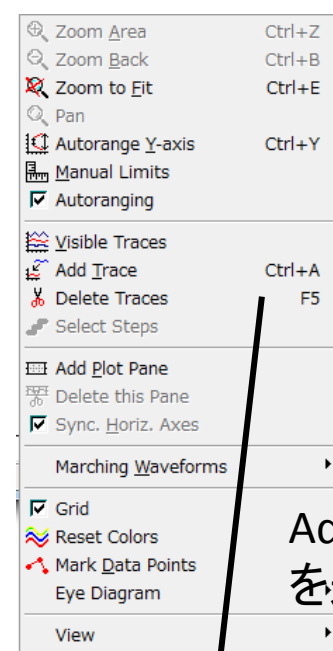 Zoom Area Ctrl+Z
Zoom Back Ctrl+B
Zoom to Fit Ctrl+E
Pan
Autorange Y-axis Ctrl+Y
Manual Limits
Autoranging
Visible Traces
Add Trace Ctrl+A
Delete Traces F5
Select Steps
Add Plot Pane
Delete this Pane
Sync. Horiz. Axes
Marching Waveforms
Grid
Reset Colors
Mark Data Points
Eye Diagram
View
Ad
を